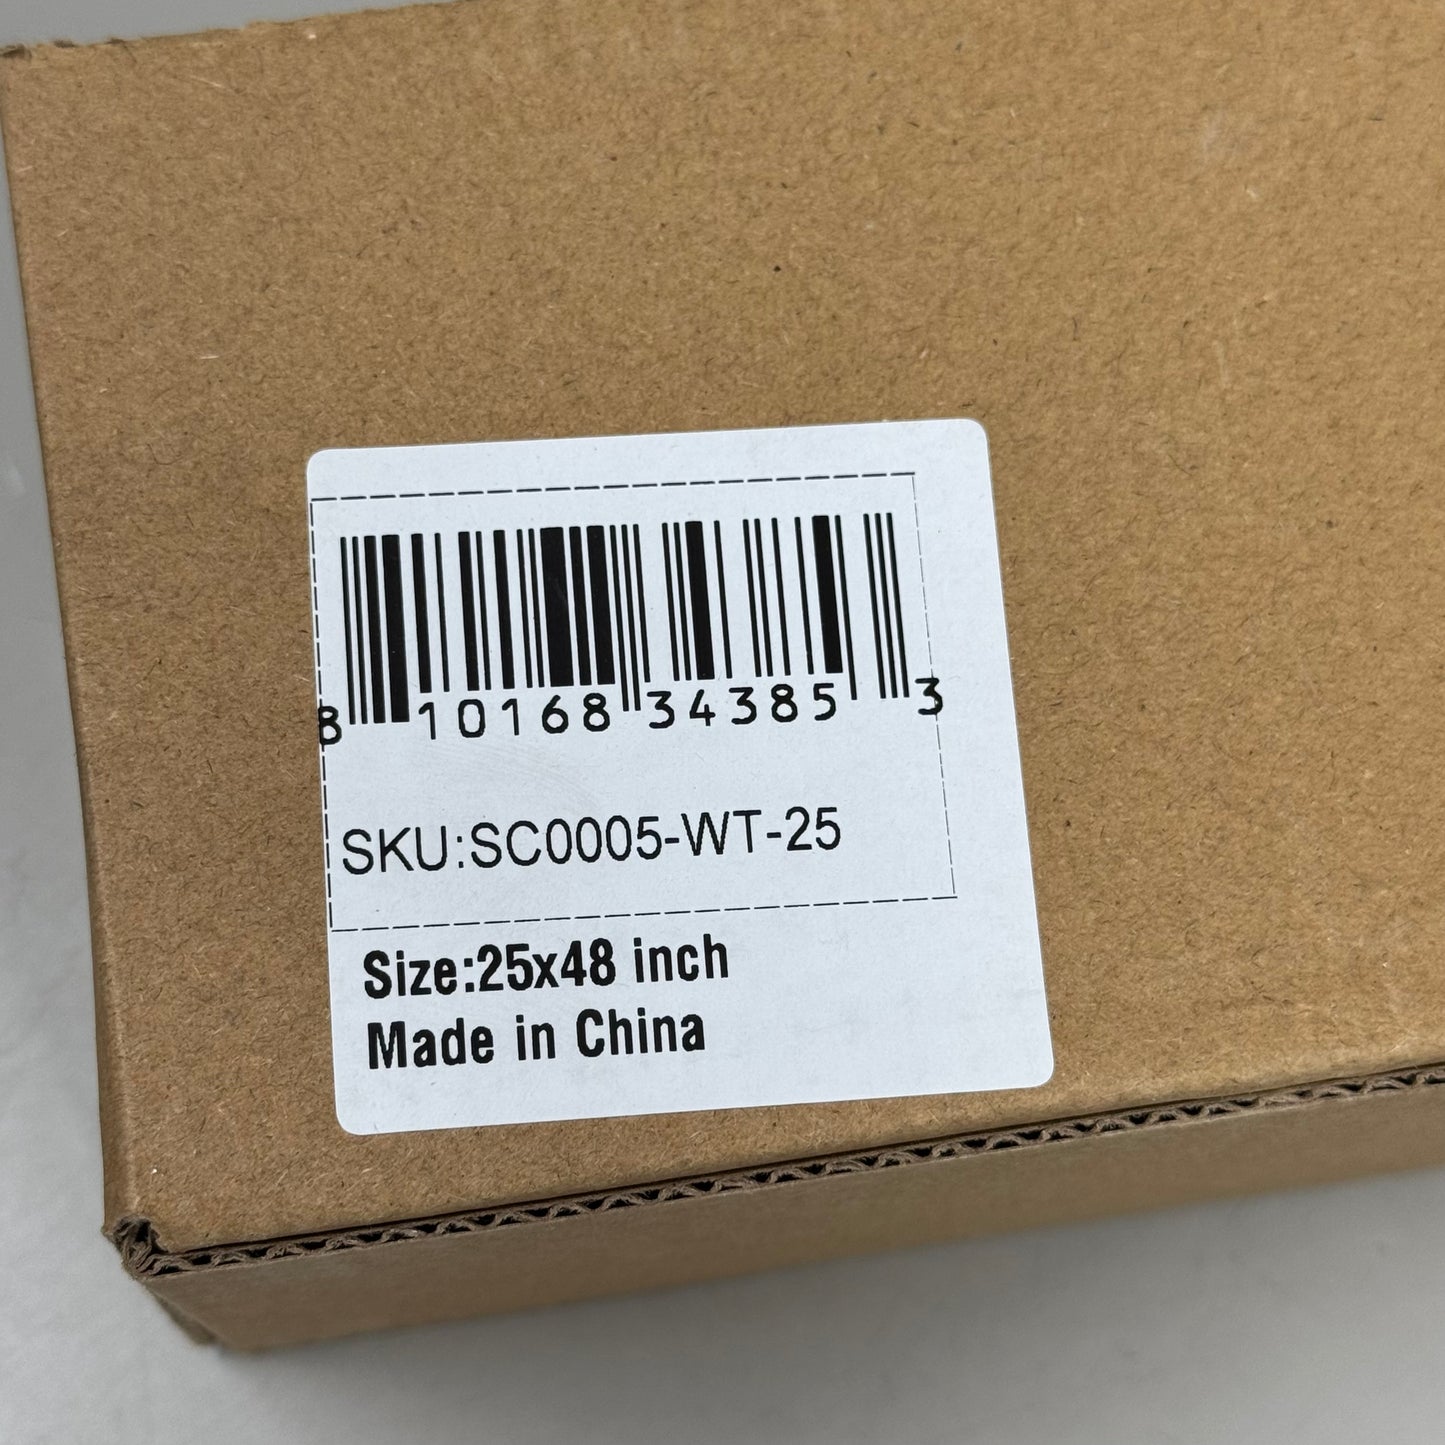 8 10168 34385 3
SKU:SC0005-WT-25
Size:25x48 inch
Made in China